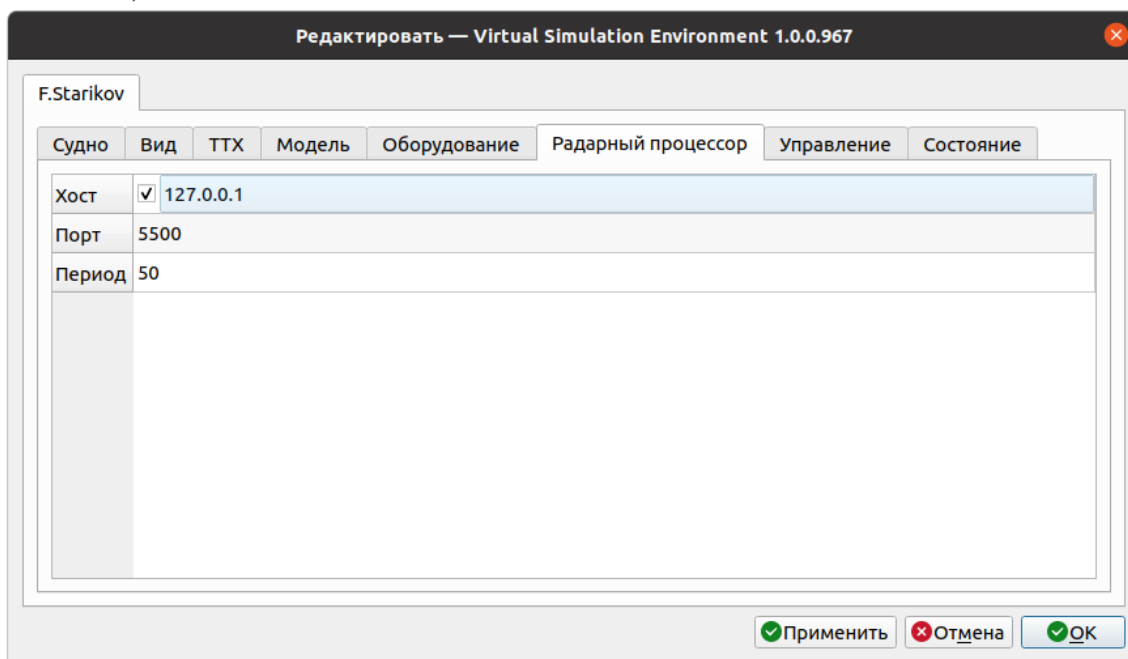 Редактировать — Virtual Simulation Environment 1.0.0.967
F.Starikov
Судно Вид ТТХ Модель Оборудование Радарный процессор Управление Состояние
Хост 127.0.0.1
Порт 5500
Период 50
Применить Отмена OK